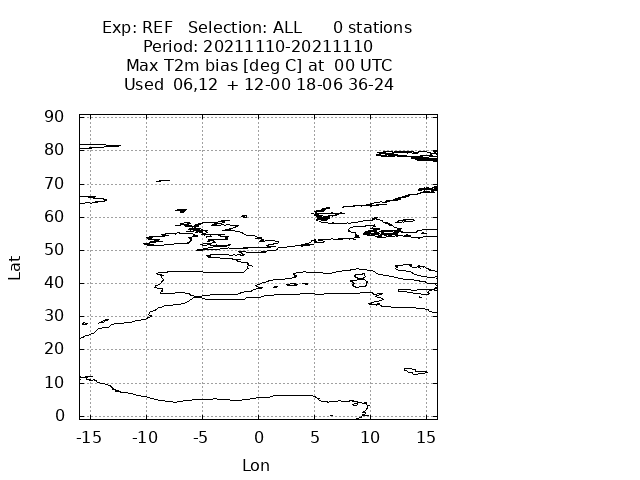 Exp: REF   Selection: ALL      0 stations
Period: 20211110-20211110
Max T2m bias [deg C] at  00 UTC
Used  06,12  + 12-00 18-06 36-24
90
80
70
60
50
40
30
20
10
0
Lat
-15 -10 -5 0 5 10 15
Lon